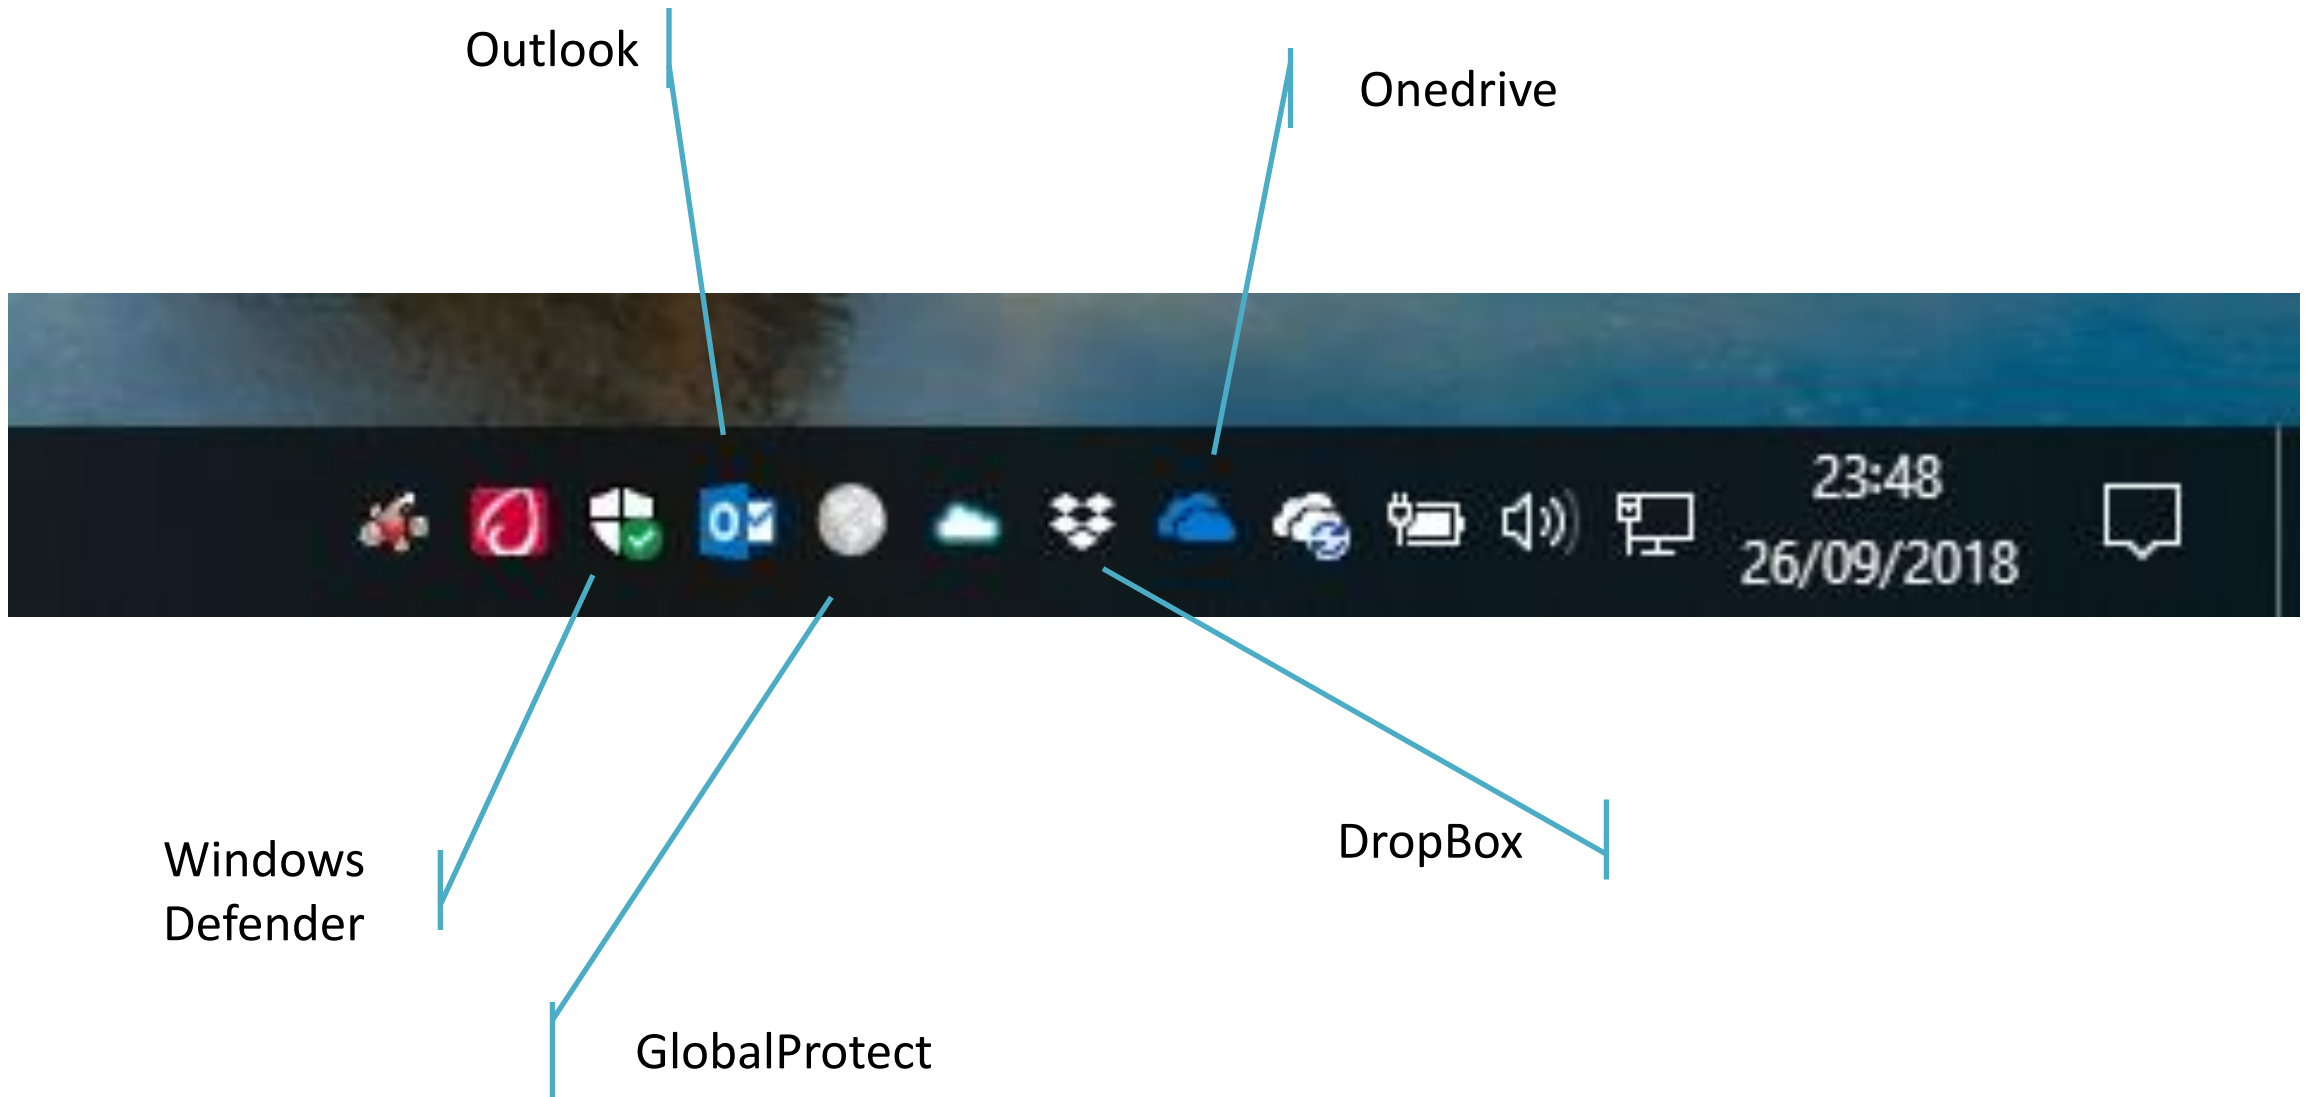 Outlook
Onedrive
23:48
26/09/2018
Windows
Defender
DropBox
GlobalProtect